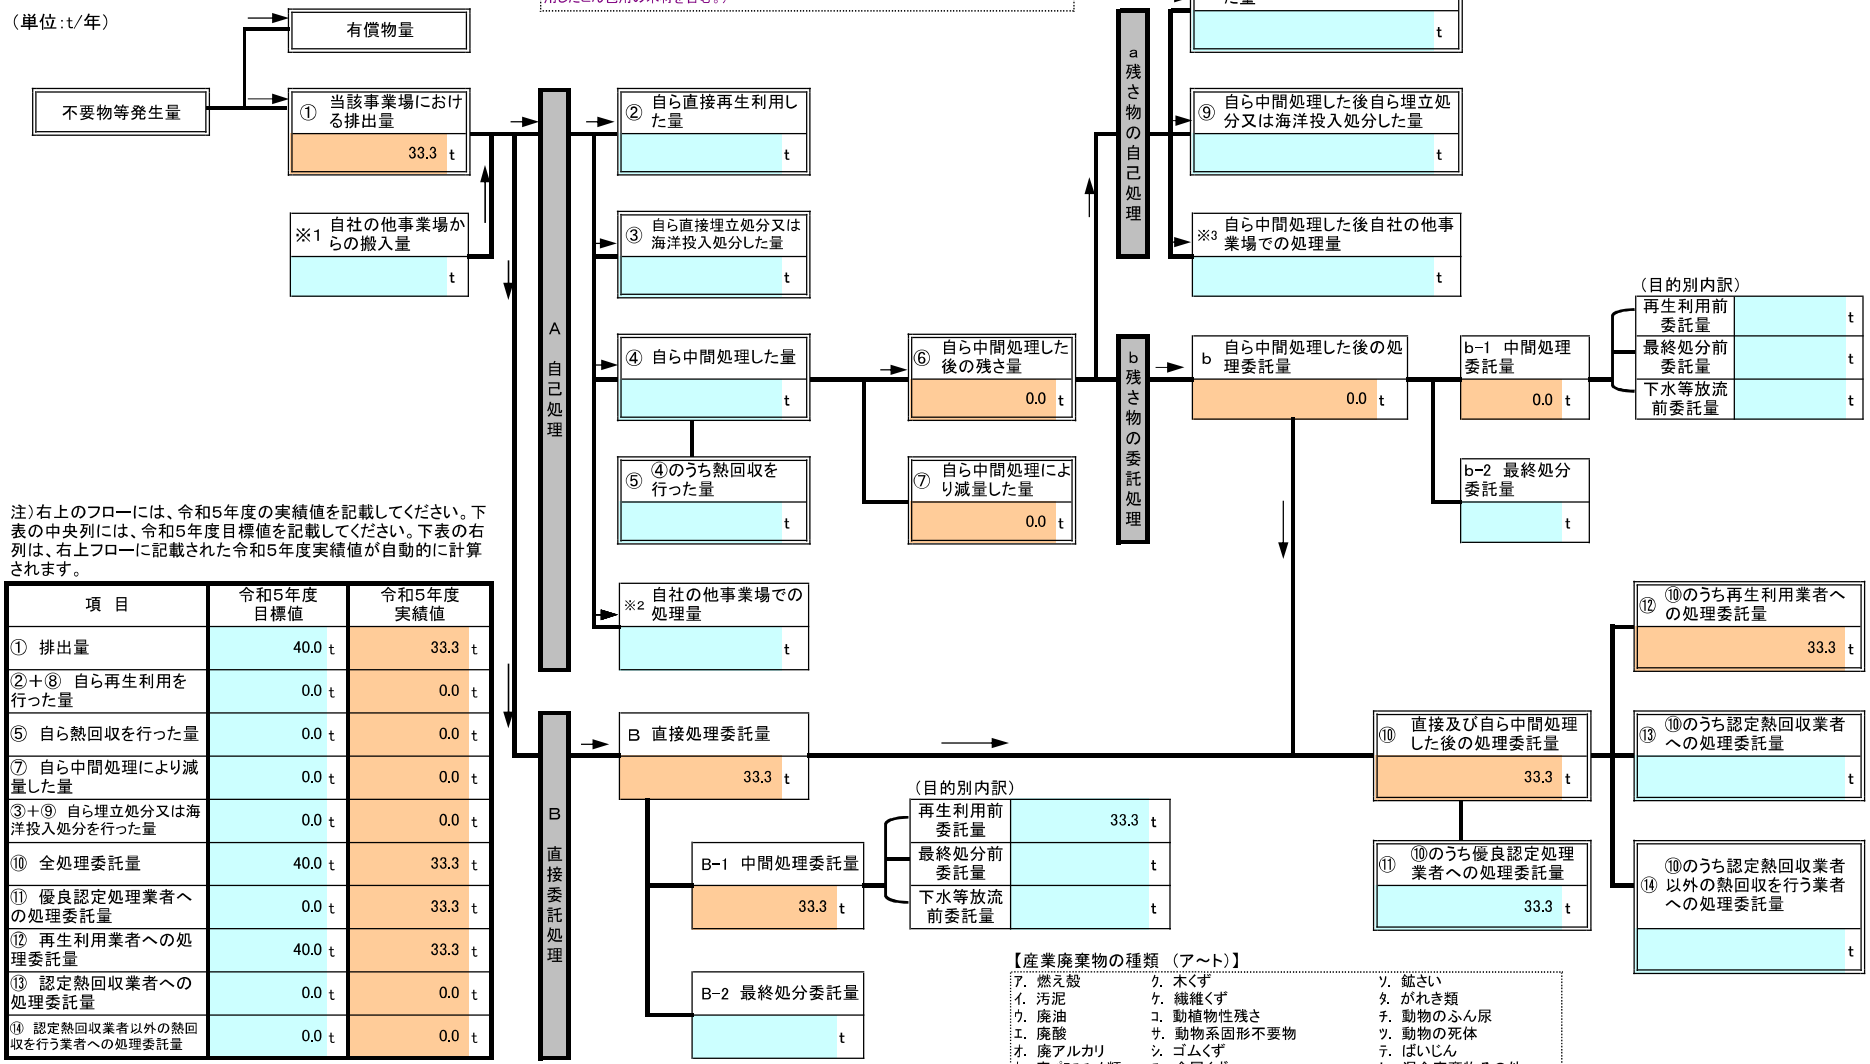 (単位:t/年)
有償物量
不要物等発生量
① 当該事業場におけ
る排出量
33.3 t
※1 自社の他事業場か
らの搬入量
t
A 自己処理
② 自ら直接再生利用し
た量
t
③ 自ら直接埋立処分又は
海洋投入処分した量
t
④ 自ら中間処理した量
t
⑤ ④のうち熱回収を
行った量
t
※2 自社の他事業場での
処理量
t
⑥ 自ら中間処理した
後の残さ量
0.0 t
⑦ 自ら中間処理によ
り減量した量
0.0 t
a残さ物の自己処理
た量
t
⑨ 自ら中間処理した後自ら埋立処
分又は海洋投入処分した量
t
※3 自ら中間処理した後自社の他事
業場での処理量
t
b残さ物の委託処理
b 自ら中間処理した後の処
理委託量
0.0 t
b-1 中間処理
委託量
0.0 t
b-2 最終処分
委託量
t
(目的別内訳)
再生利用前
委託量
t
最終処分前
委託量
t
下水等放流
前委託量
t
注)右上のフローには、令和5年度の実績値を記載してください。下
表の中央列には、令和5年度目標値を記載してください。下表の右
列は、右上フローに記載された令和5年度実績値が自動的に計算
されます。
項 目 令和5年度 令和5年度
目標値 実績値
① 排出量 40.0 t 33.3 t
②+⑧ 自ら再生利用を
行った量 0.0 t 0.0 t
⑤ 自ら熱回収を行った量 0.0 t 0.0 t
⑦ 自ら中間処理により減
量した量 0.0 t 0.0 t
③+⑨ 自ら埋立処分又は海
洋投入処分を行った量 0.0 t 0.0 t
⑩ 全処理委託量 40.0 t 33.3 t
⑪ 優良認定処理業者へ
の処理委託量 0.0 t 33.3 t
⑫ 再生利用業者への処
理委託量 40.0 t 33.3 t
⑬ 認定熱回収業者への
処理委託量 0.0 t 0.0 t
⑭ 認定熱回収業者以外の熱回
収を行う業者への処理委託量 0.0 t 0.0 t
B 直接委託処理
B 直接処理委託量
33.3 t
B-1 中間処理委託量
33.3 t
B-2 最終処分委託量
t
(目的別内訳)
再生利用前
委託量
33.3 t
最終処分前
委託量
t
下水等放流
前委託量
t
⑩ 直接及び自ら中間処理
した後の処理委託量
33.3 t
⑪ ⑩のうち優良認定処理
業者への処理委託量
33.3 t
⑫ ⑩のうち再生利用業者へ
の処理委託量
33.3 t
⑬ ⑩のうち認定熱回収業者
への処理委託量
t
⑭ ⑩のうち認定熱回収業者
以外の熱回収を行う業者
への処理委託量
t
【産業廃棄物の種類 (ア~ト)】
ア. 燃え殻 ク. 木くず ソ. 鉱さい
イ. 汚泥 ケ. 繊維くず タ. がれき類
ウ. 廃油 コ. 動植物性残さ チ. 動物のふん尿
エ. 廃酸 サ. 動物系固形不要物 ツ. 動物の死体
オ. 廃アルカリ シ. ゴムくず テ. ばいじん